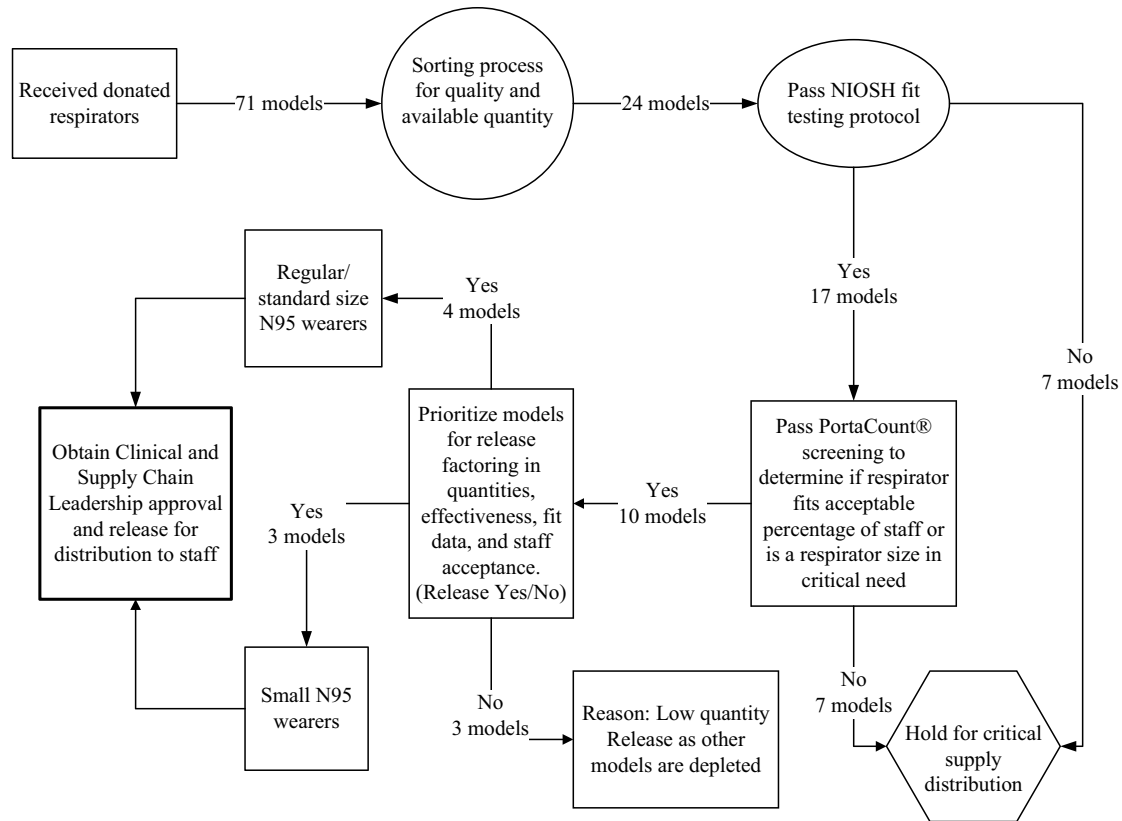 Received donated
respirators
71 models
Sorting process
for quality and
available quantity
24 models
Pass NIOSH fit
testing protocol
Yes
17 models
No
7 models
Regular/
standard size
N95 wearers
Yes
4 models
Obtain Clinical and
Supply Chain
Leadership approval
and release for
distribution to staff
Yes
3 models
Prioritize models
for release
factoring in
quantities,
effectiveness, fit
data, and staff
acceptance.
(Release Yes/No)
Yes
10 models
Pass PortaCount®
screening to
determine if respirator
fits acceptable
percentage of staff or
is a respirator size in
critical need
Small N95
wearers
No
3 models
Reason: Low quantity
Release as other
models are depleted
No
7 models
Hold for critical
supply
distribution